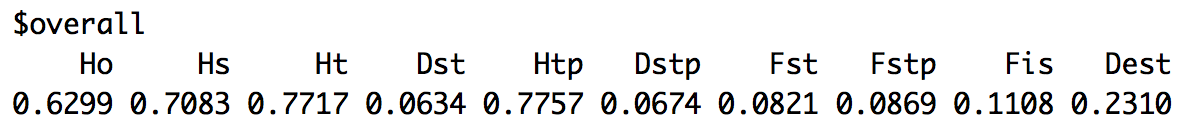 $overall
Ho Hs Ht Dst Htp Dstp Fst Fstp Fis Dest
0.6299 0.7083 0.7717 0.0634 0.7757 0.0674 0.0821 0.0869 0.1108 0.2310